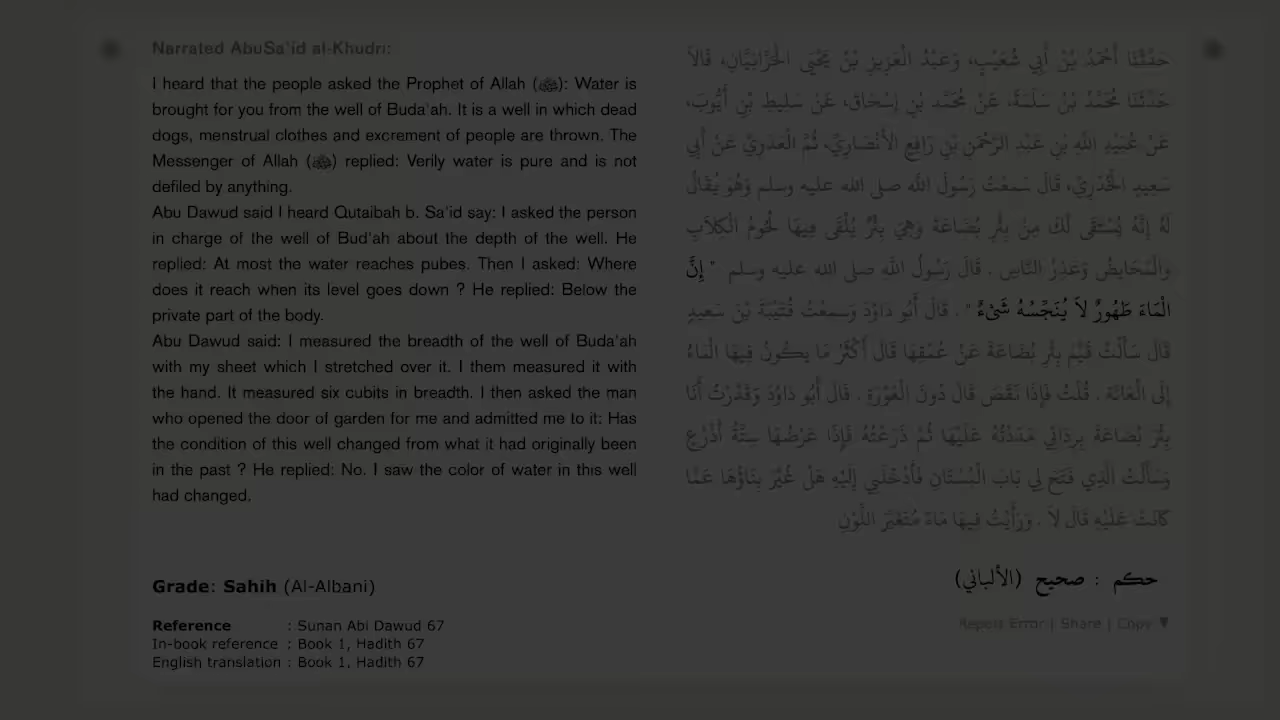 Narrated AbuSa'id al-Khudri:
I heard that the people asked the Prophet of Allah (ﷺ): Water is
brought for you from the well of Buda'ah. It is a well in which dead
dogs, menstrual clothes and excrement of people are thrown. The
Messenger of Allah (ﷺ) replied: Verily water is pure and is not
defiled by anything.
Abu Dawud said I heard Qutaibah b. Sa'id say: I asked the person
in charge of the well of Bud'ah about the depth of the well. He
replied: At most the water reaches pubes. Then I asked: Where
does it reach when its level goes down ? He replied: Below the
private part of the body.
Abu Dawud said: I measured the breadth of the well of Buda'ah
with my sheet which I stretched over it. I them measured it with
the hand. It measured six cubits in breadth. I then asked the man
who opened the door of garden for me and admitted me to it: Has
the condition of this well changed from what it had originally been
in the past ? He replied: No. I saw the color of water in this well
had changed.
حَدَّثَنَا أَحْمَدُ بْنُ أَبِي شُعَيْبٍ، وَعَبْدُ الْعَزِيزِ بْنُ يَحْيَى الْحَرَّانِيَّانِ، قَالاَ
حَدَّثَنَا مُحَمَّدُ بْنُ سَلَمَةَ، عَنْ مُحَمَّدِ بْنِ إِسْحَاقَ، عَنْ سَلِيطِ بْنِ أَيُّوبَ،
عَنْ عُبَيْدِ اللَّهِ بْنِ عَبْدِ الرَّحْمَنِ بْنِ رَافِعٍ الأَنْصَارِيِّ، ثُمَّ الْعَدَوِيِّ عَنْ أَبِي
سَعِيدٍ الْخُدْرِيِّ، قَالَ سَمِعْتُ رَسُولَ اللَّهِ صلى الله عليه وسلم وَهُوَ يُقَالُ
لَهُ إِنَّهُ يُسْتَقَى لَكَ مِنْ بِئْرِ بُضَاعَةَ وَهِيَ بِئْرٌ يُلْقَى فِيهَا لُحُومُ الْكِلاَبِ
وَالْمَحَايِضُ وَعَذِرُ النَّاسِ . قَالَ رَسُولُ اللَّهِ صلى الله عليه وسلم " إِنَّ
الْمَاءَ طَهُورٌ لاَ يُنَجِّسُهُ شَىْءٌ " . قَالَ أَبُو دَاوُدَ وَسَمِعْتُ قُتَيْبَةَ بْنَ سَعِيدٍ
قَالَ سَأَلْتُ قَيِّمَ بِئْرِ بُضَاعَةَ عَنْ عُمْقِهَا قَالَ أَكْثَرُ مَا يَكُونُ فِيهَا الْمَاءُ
إِلَى الْعَانَةِ . قُلْتُ فَإِذَا نَقَصَ قَالَ دُونَ الْعَوْرَةِ . قَالَ أَبُو دَاوُدَ وَقَدَّرْتُ أَنَا
بِئْرَ بُضَاعَةَ بِرِدَائِي مَدَدْتُهُ عَلَيْهَا ثُمَّ ذَرَعْتُهُ فَإِذَا عَرْضُهَا سِتَّةُ أَذْرُعٍ
وَسَأَلْتُ الَّذِي فَتَحَ لِي بَابَ الْبُسْتَانِ فَأَدْخَلَنِي إِلَيْهِ هَلْ غُيِّرَ بِنَاؤُهَا عَمَّا
كَانَتْ عَلَيْهِ قَالَ لاَ . وَرَأَيْتُ فِيهَا مَاءً مُتَغَيِّرَ اللَّوْنِ
Grade: Sahih (Al-Albani)
حكم : صحيح (الألباني)
Reference : Sunan Abi Dawud 67
In-book reference : Book 1, Hadith 67
English translation : Book 1, Hadith 67
Report Error | Share | Copy ▼